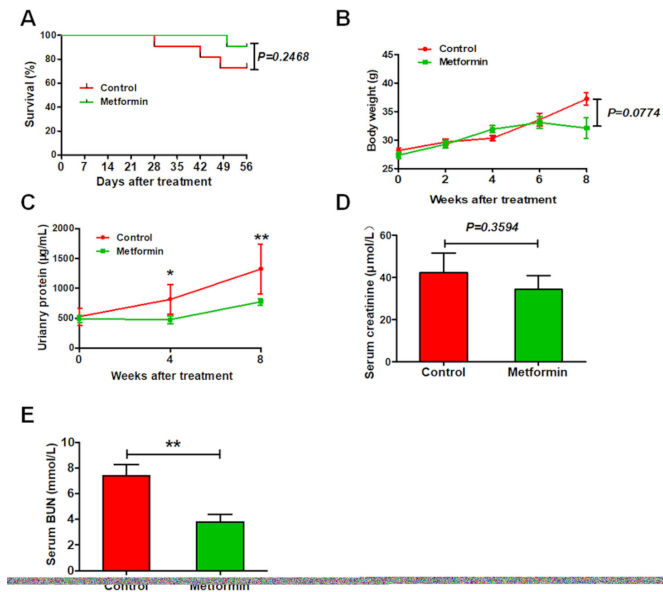 A
100
80
60
40
20
0
Survival (%)
P=0.2468
Control
Metformin
0 7 14 21 28 35 42 49 56
Days after treatment
B
Control
Metformin
40
35
30
25
Body weight (g)
P=0.0774
0 2 4 6 8
Weeks after treatment
C
2000
1500
1000
500
0
Urianry protein (μg/mL)
Control
Metformin
*
**
0 4 8
Weeks after treatment
D
60
40
20
0
Serum creatinine (μmol/L)
P=0.3594
Control Metformin
E
10
8
6
4
2
0
Serum BUN (mmol/L)
**
Control Metformin